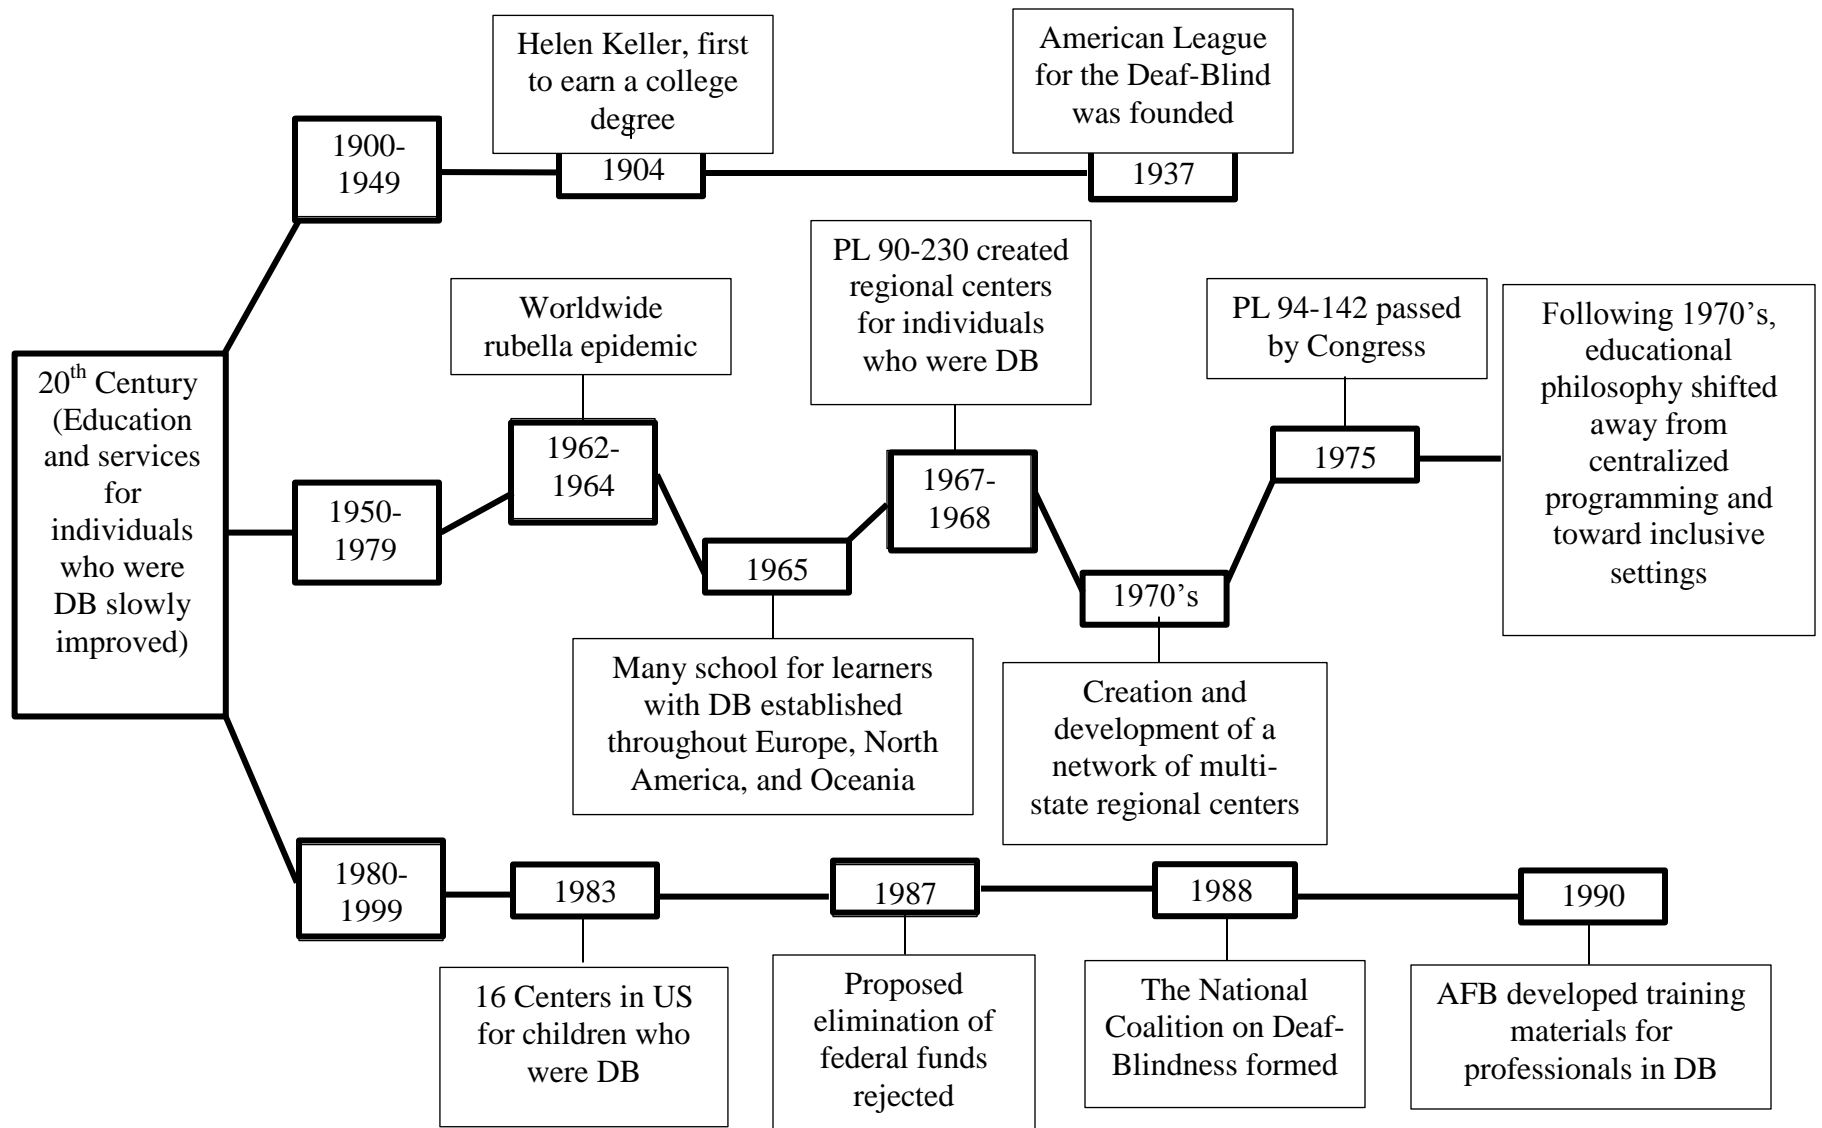 20th Century
(Education
and services
for
individuals
who were
DB slowly
improved)
1900-
1949
Helen Keller, first
to earn a college
degree
1904
American League
for the Deaf-Blind
was founded
1937
1950-
1979
Worldwide
rubella epidemic
1962-
1964
1965
Many school for learners
with DB established
throughout Europe, North
America, and Oceania
PL 90-230 created
regional centers
for individuals
who were DB
1967-
1968
1970’s
Creation and
development of a
network of multi-
state regional centers
PL 94-142 passed
by Congress
1975
Following 1970’s,
educational
philosophy shifted
away from
centralized
programming and
toward inclusive
settings
1980-
1999
1983
16 Centers in US
for children who
were DB
1987
Proposed
elimination of
federal funds
rejected
1988
The National
Coalition on Deaf-
Blindness formed
1990
AFB developed training
materials for
professionals in DB